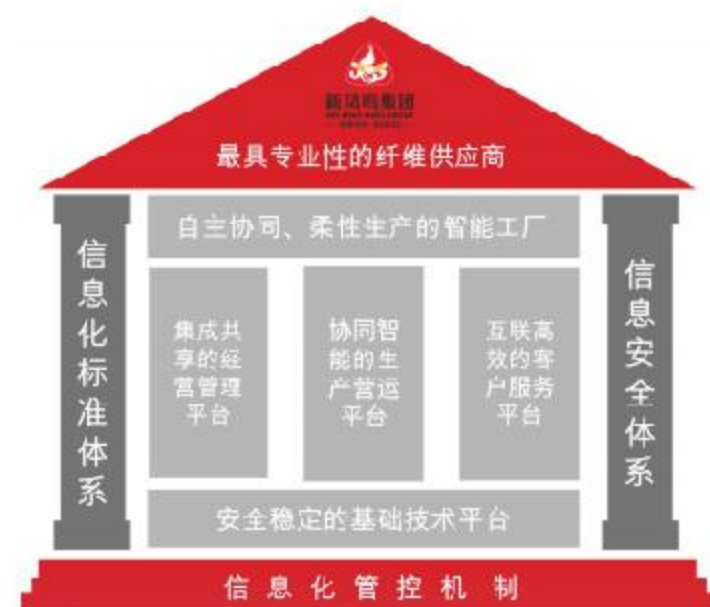 新凤鸣集团
最具专业性的纤维供应商
自主协同、柔性生产的智能工厂
信息化标准体系
集成共
享的经
营管理
平台
协同智
能的生
产营运
平台
互联高
效的客
户服务
平台
信息安全体系
安全稳定的基础技术平台
信息化管控机制